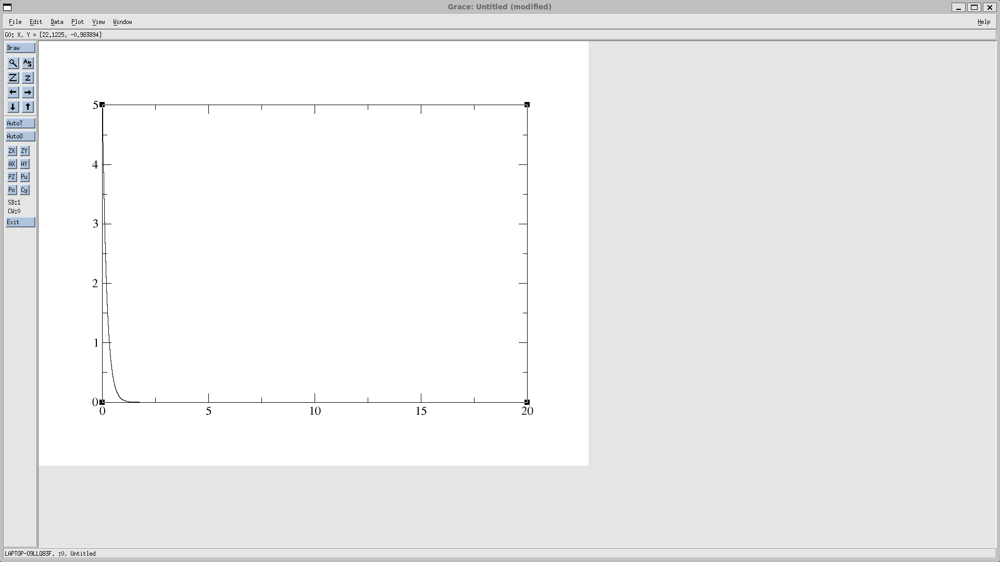 Grace: Untitled (modified)
File Edit Data Plot View Window Help
G0: X, Y = [22.1225, -0.983894]
Draw
AS
Z z
AutoT
AutoO
ZX ZY
AX AY
PZ Pu
Po Cy
SD:1
CW:0
Exit
5
4
3
2
1
0
0 5 10 15 20
LAPTOP-O9LLQ83F, :0, Untitled